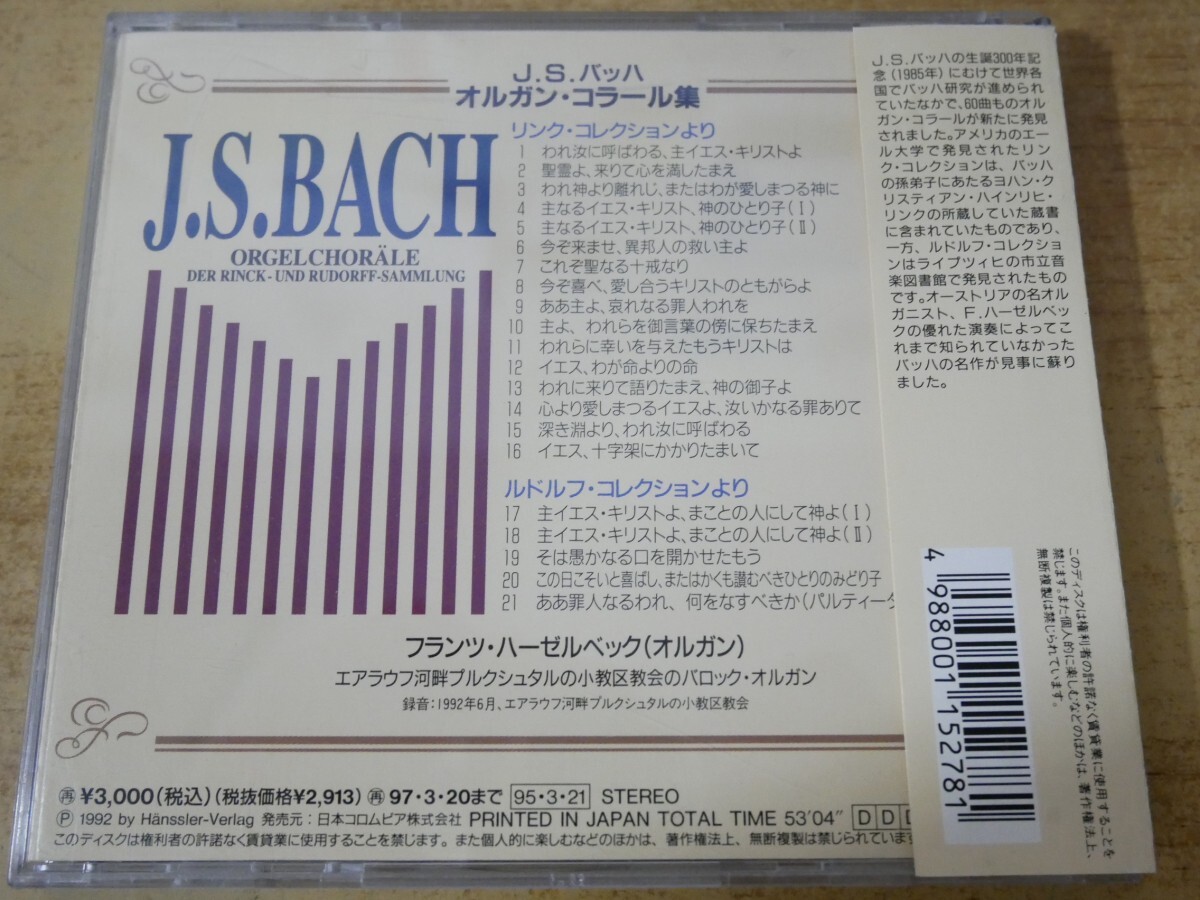 J.S.バッハ
オルガン・コラール集
J.S.BACH
ORGELCHORÄLE
DER RINCK- UND RUDORFF-SAMMLUNG
リンク・コレクションより
1 われ汝に呼ばわる、主イエス・キリストよ
2 聖霊よ、来りて心を満したまえ
3 われ神より離れじ、またはわが愛しまつる神に
4 主なるイエス・キリスト、神のひとり子(Ⅰ)
5 主なるイエス・キリスト、神のひとり子(Ⅱ)
6 今ぞ来ませ、異邦人の救い主よ
7 これぞ聖なる十戒なり
8 今ぞ喜べ、愛し合うキリストのともがらよ
9 ああ主よ、哀れなる罪人われを
10 主よ、われらを御言葉の傍に保ちたまえ
11 われらに幸いを与えたもうキリストは
12 イエス、わが命よりの命
13 われに来りて語りたまえ、神の御子よ
14 心より愛しまつるイエスよ、汝いかなる罪ありて
15 深き淵より、われ汝に呼ばわる
16 イエス、十字架にかかりたまいて
ルドルフ・コレクションより
17 主イエス・キリストよ、まことの人にして神よ(Ⅰ)
18 主イエス・キリストよ、まことの人にして神よ(Ⅱ)
19 そは愚かなる口を開かせたもう
20 この日こそいと喜ばし、またはかくも讃むべきひとりのみどり子
21 ああ罪人なるわれ、何をなすべきか(パルティータ
フランツ・ハーゼルベック(オルガン)
エアラウフ河畔プルクシュタルの小教区教会のバロック・オルガン
録音:1992年6月、エアラウフ河畔プルクシュタルの小教区教会
再 ¥3,000(税込)(税抜価格¥2,913) 再 97・3・20まで 95・3・21 STEREO
Ⓟ 1992 by Hänssler-Verlag 発売元:日本コロムビア株式会社 PRINTED IN JAPAN TOTAL TIME 53'04" D D D
このディスクは権利者の許諾なく賃貸業に使用することを禁じます。また個人的に楽しむなどのほかは、著作権法上、無断複製は禁じられています
J.S.バッハの生誕300年記
念(1985年)にむけて世界各
国でバッハ研究が進められ
ていたなかで、60曲ものオル
ガン・コラールが新たに発見
されました。アメリカのエー
ル大学で発見されたリン
ク・コレクションは、バッハ
の孫弟子にあたるヨハン・ク
リスティアン・ハインリヒ・
リンクの所蔵していた蔵書
に含まれていたものであり、
一方、ルドルフ・コレクショ
ンはライプツィヒの市立音
楽図書館で発見されたもの
です。オーストリアの名オル
ガニスト、F.ハーゼルベッ
クの優れた演奏によってこ
れまで知られていなかった
バッハの名作が見事に蘇り
ました。
このディスクは権利者の許諾なく賃貸業に使用することを
禁じます。また個人的に楽しむなどのほかは、著作権法上、
無断複製は禁じられています。
4 988001 152781